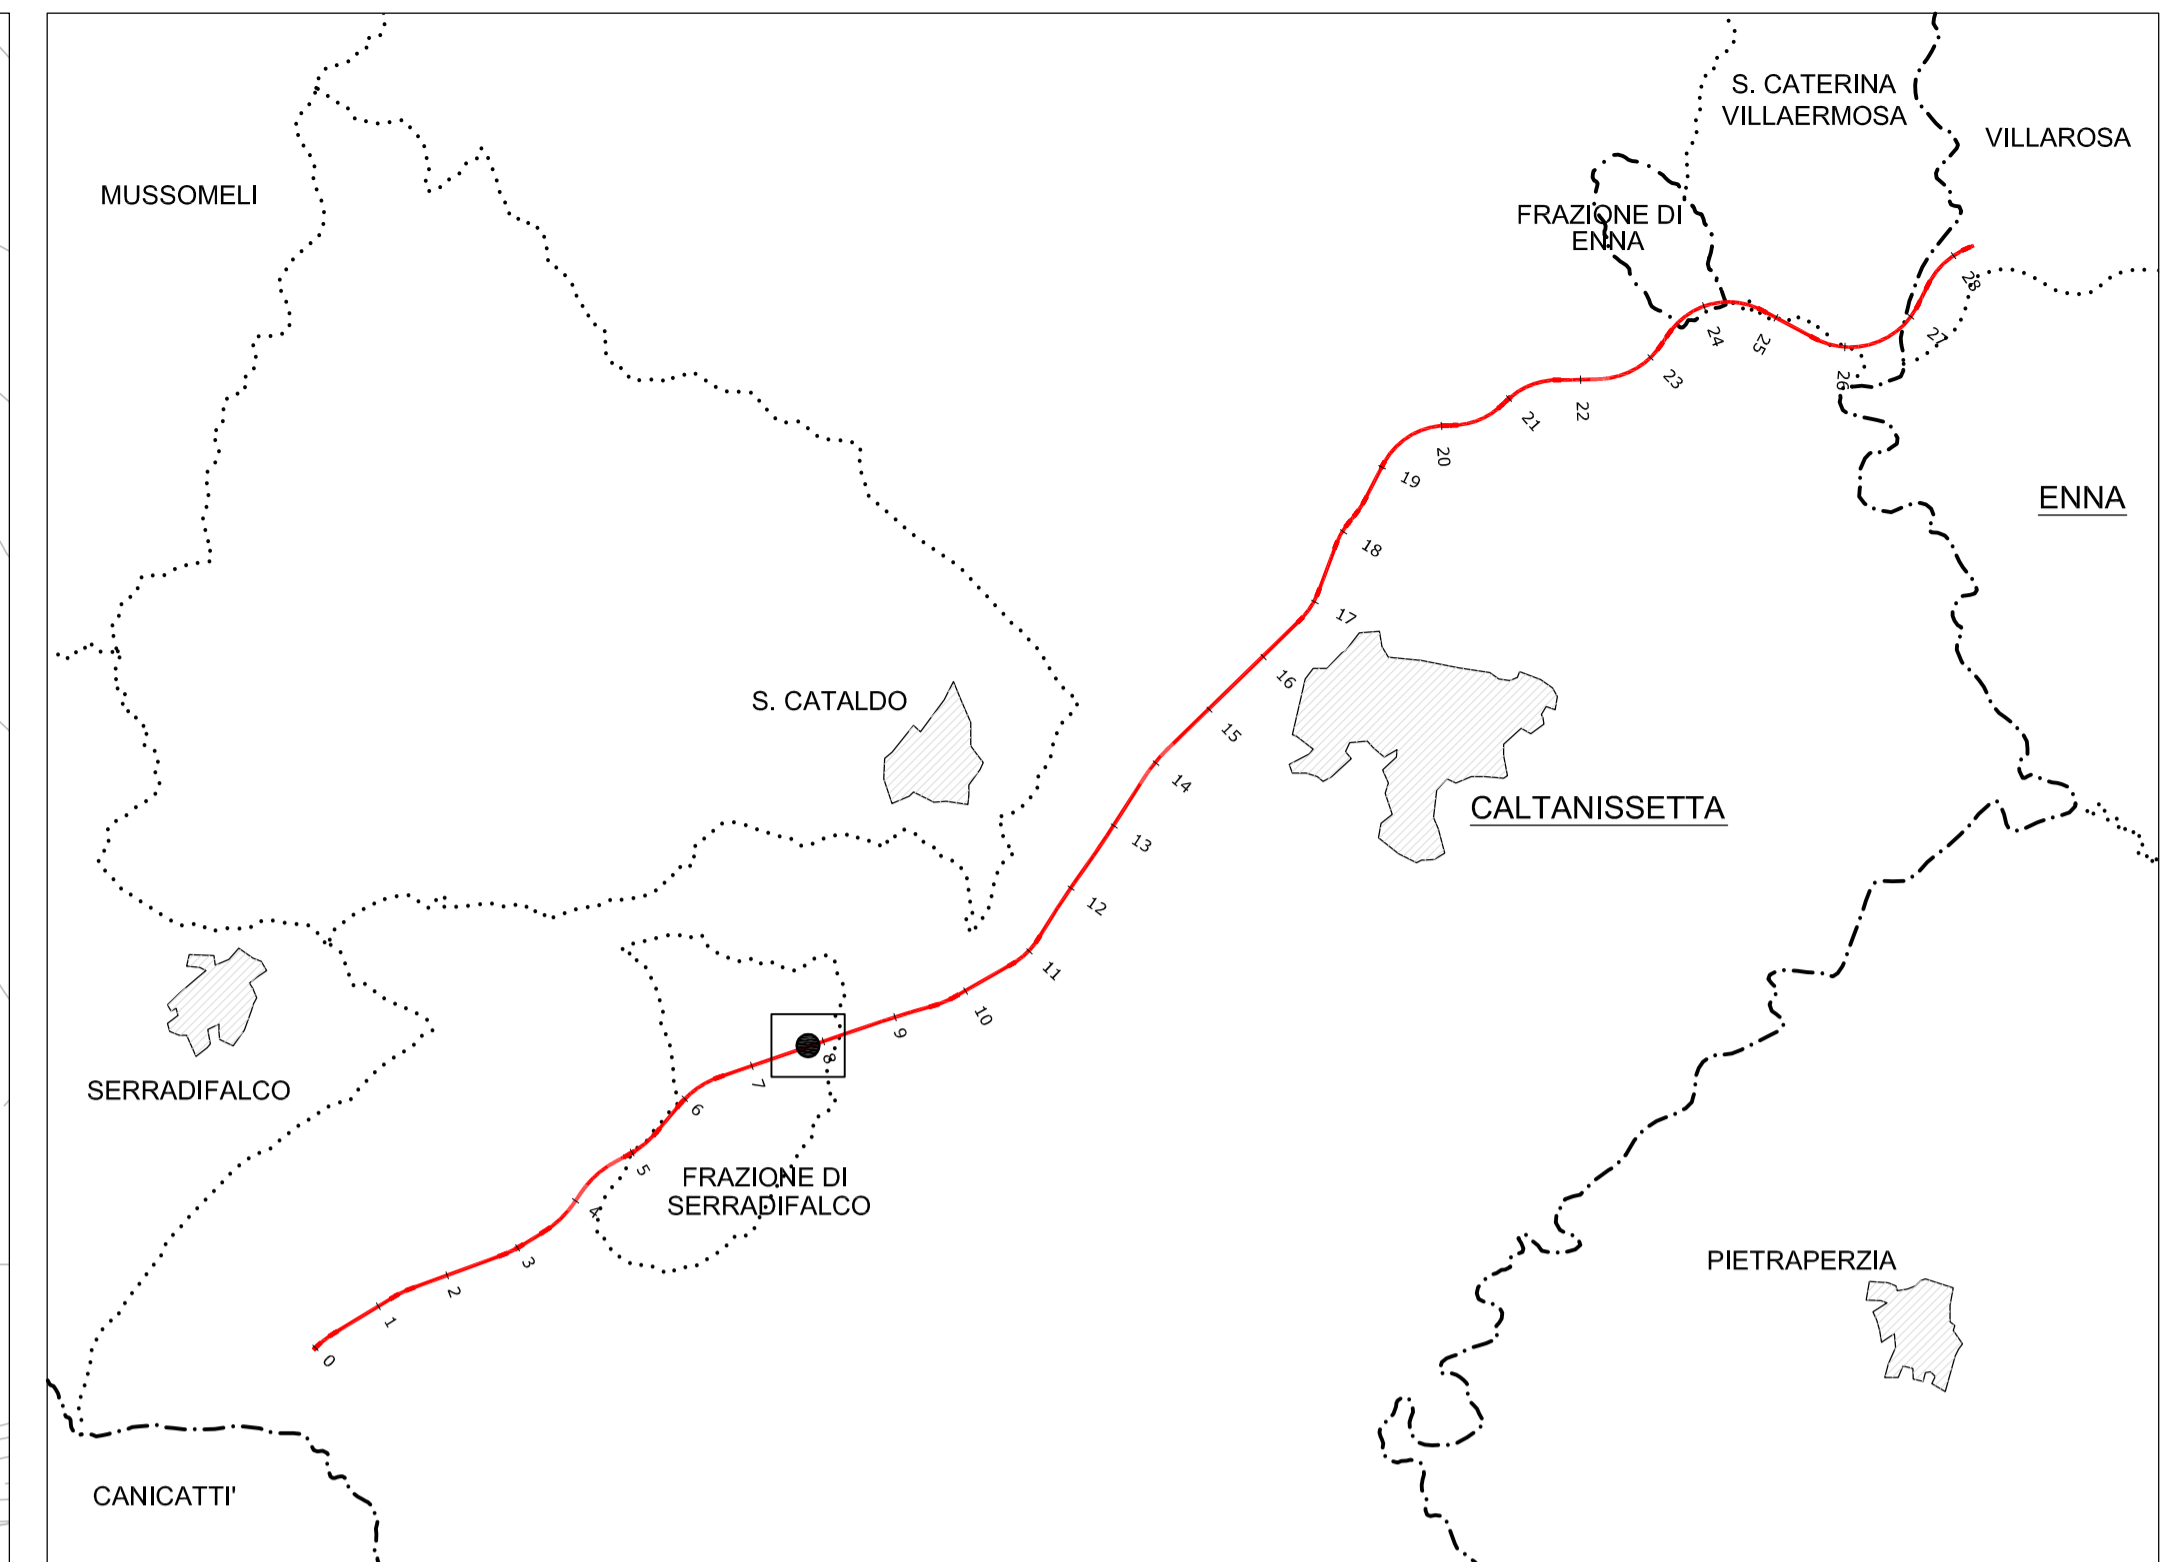 S. CATERINA
VILLAERMOSA
VILLAROSA
MUSSOMELI
FRAZIONE DI
ENNA
28
27
24
25
26
23
22
21
20
19
ENNA
18
17
16
S. CATALDO
15
14
CALTANISSETTA
13
12
11
10
9
8
7
6
SERRADIFALCO
5
FRAZIONE DI
SERRADIFALCO
4
3
PIETRAPERZIA
2
1
0
CANICATTI'